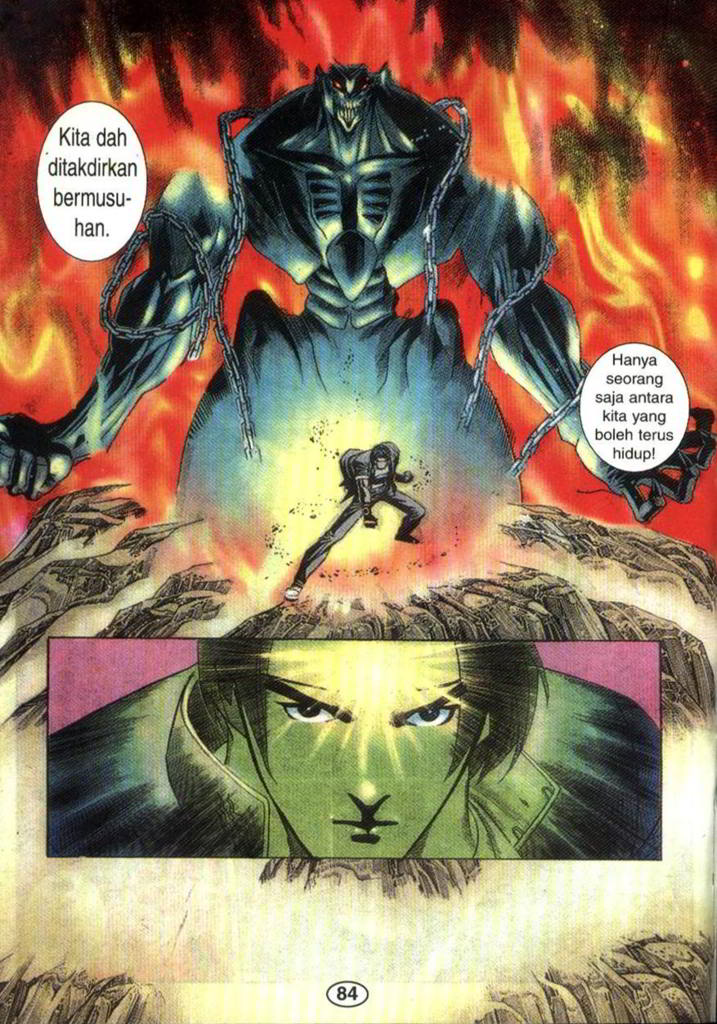 Kita dah
ditakdirkan
bermusu-
han.
Hanya
seorang
saja antara
kita yang
boleh terus
hidup!
84